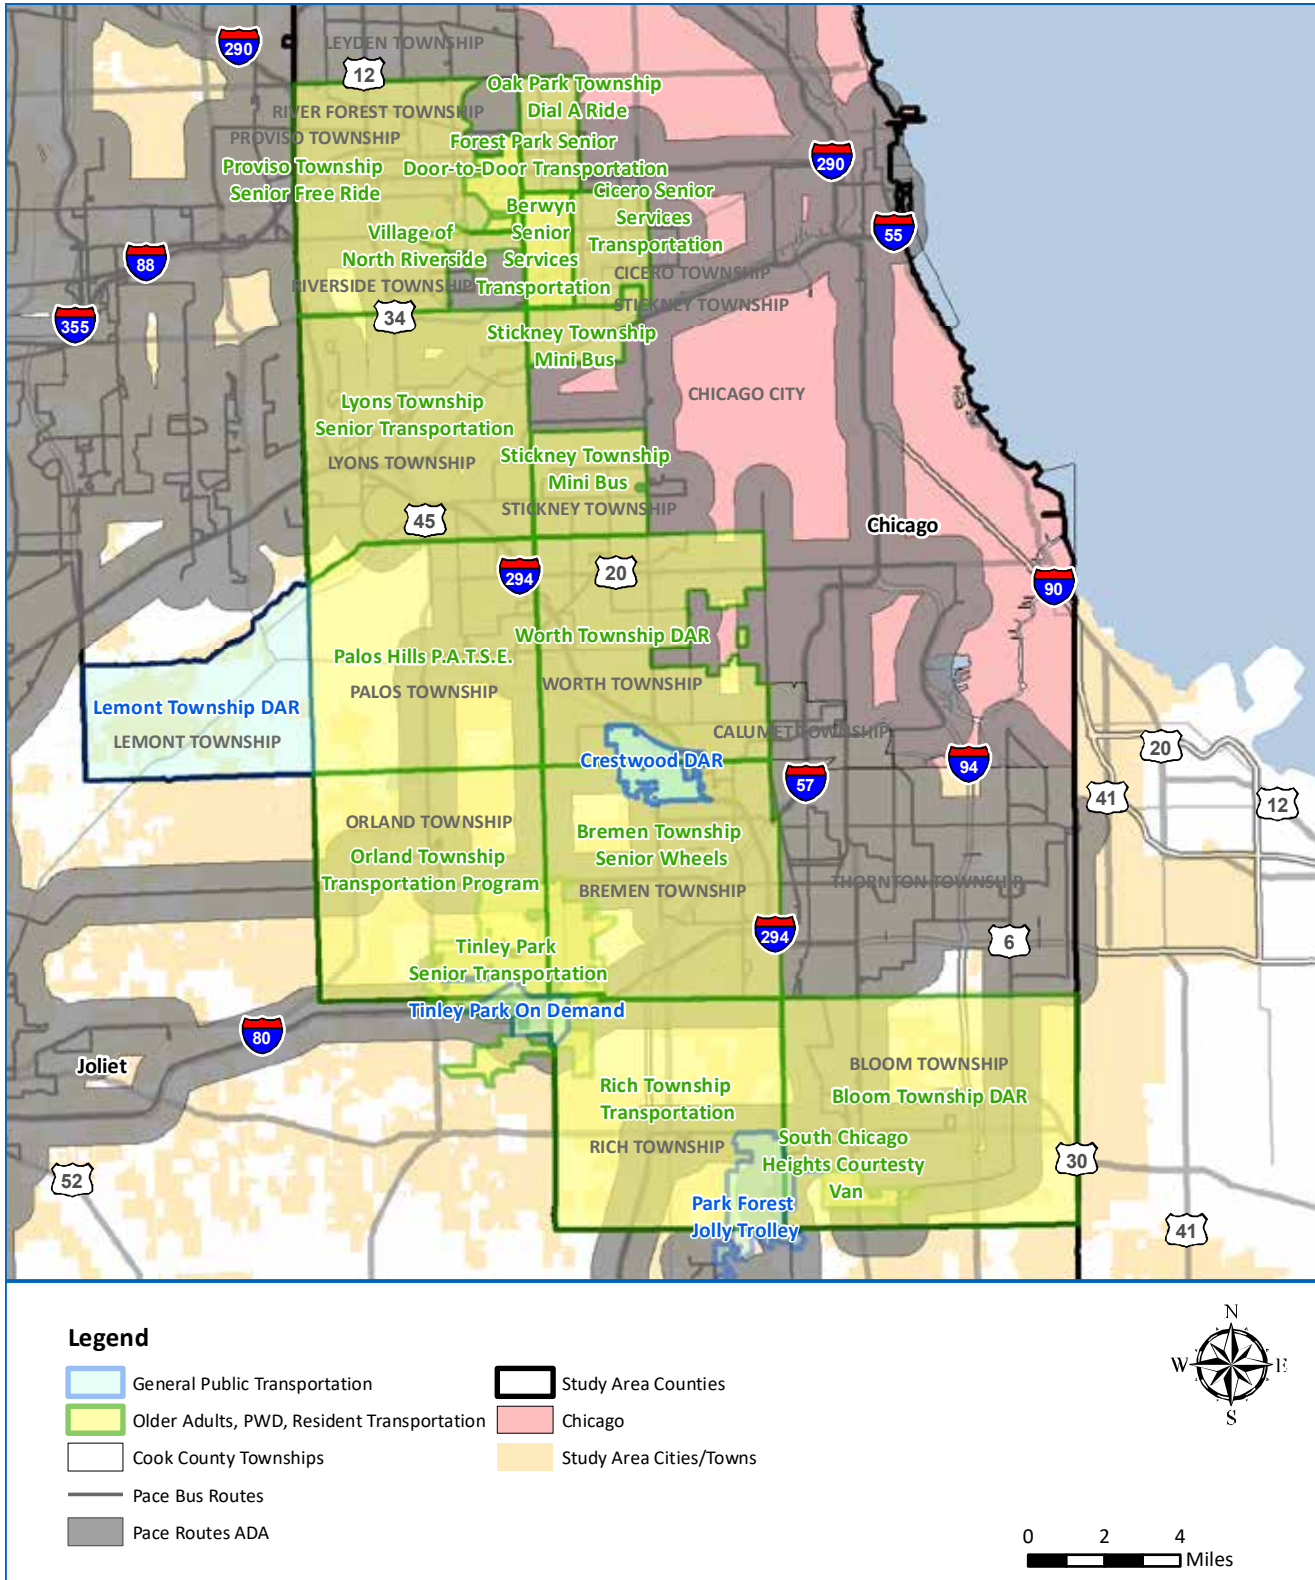 290
LEYDEN TOWNSHIP
12
Oak Park Township
Dial A Ride
RIVER FOREST TOWNSHIP
PROVISO TOWNSHIP
Forest Park Senior
Door-to-Door Transportation
290
Proviso Township
Senior Free Ride
Cicero Senior
Services
Transportation
Berwyn
Senior
Services
Transportation
55
Village of
North Riverside
88
CICERO TOWNSHIP
RIVERSIDE TOWNSHIP
STICKNEY TOWNSHIP
34
355
Stickney Township
Mini Bus
CHICAGO CITY
Lyons Township
Senior Transportation
LYONS TOWNSHIP
Stickney Township
Mini Bus
STICKNEY TOWNSHIP
45
Chicago
294
20
90
Worth Township DAR
Palos Hills P.A.T.S.E.
PALOS TOWNSHIP
WORTH TOWNSHIP
Lemont Township DAR
LEMONT TOWNSHIP
CALUMET TOWNSHIP
Crestwood DAR
57
94
20
41
12
ORLAND TOWNSHIP
Orland Township
Transportation Program
Bremen Township
Senior Wheels
BREMEN TOWNSHIP
THORNTON TOWNSHIP
294
6
Tinley Park
Senior Transportation
Tinley Park On Demand
80
Joliet
BLOOM TOWNSHIP
Bloom Township DAR
Rich Township
Transportation
RICH TOWNSHIP
South Chicago
Heights Courtesty
Van
30
52
Park Forest
Jolly Trolley
41
Legend
General Public Transportation
Older Adults, PWD, Resident Transportation
Cook County Townships
Pace Bus Routes
Pace Routes ADA
Study Area Counties
Chicago
Study Area Cities/Towns
N
W E
S
0 2 4
Miles